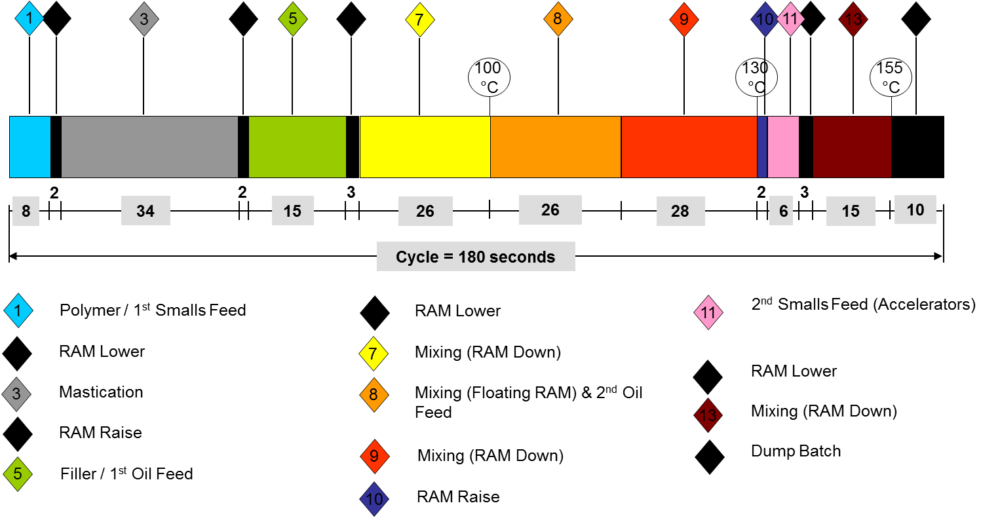 1 3 5 7 8 9 10 11 13
100 °C
130 °C
155 °C
2 2 3 2 3
8 34 15 26 26 28 6 15 10
Cycle = 180 seconds
1 Polymer / 1st Smalls Feed
RAM Lower
3 Mastication
RAM Raise
5 Filler / 1st Oil Feed
RAM Lower
7 Mixing (RAM Down)
8 Mixing (Floating RAM) & 2nd Oil
Feed
9 Mixing (RAM Down)
10 RAM Raise
11 2nd Smalls Feed (Accelerators)
RAM Lower
13 Mixing (RAM Down)
Dump Batch